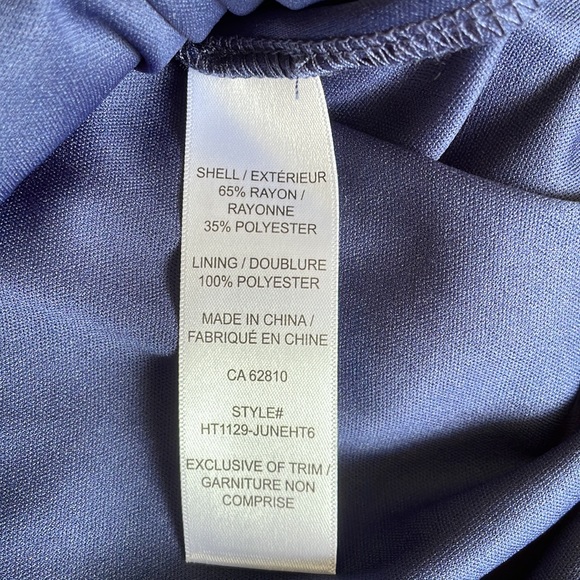 SHELL / EXTÉRIEUR
65% RAYON /
RAYONNE
35% POLYESTER
LINING / DOUBLURE
100% POLYESTER
MADE IN CHINA /
FABRIQUÉ EN CHINE
CA 62810
STYLE#
HT1129-JUNEHT6
EXCLUSIVE OF TRIM /
GARNITURE NON
COMPRISE